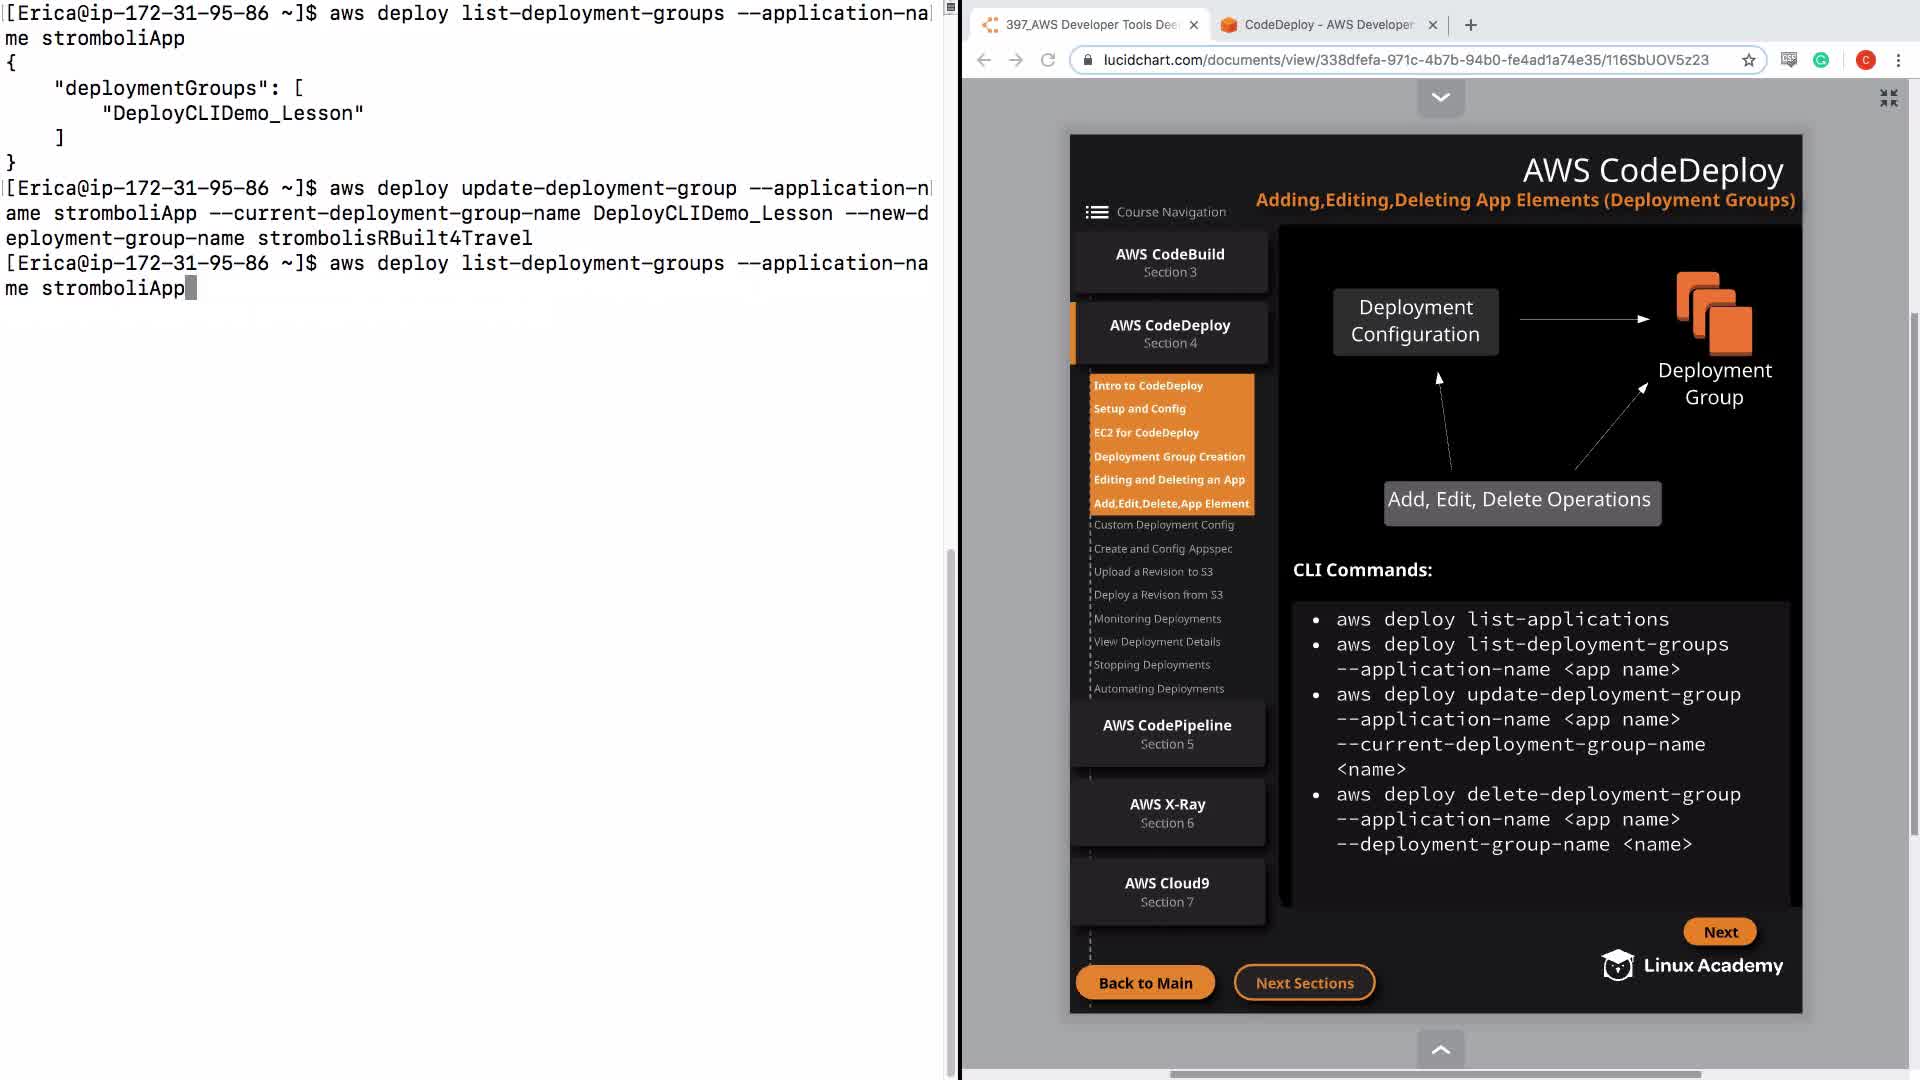 [Erica@ip-172-31-95-86 ~]$ aws deploy list-deployment-groups --application-na
me stromboliApp
{
    "deploymentGroups": [
        "DeployCLIDemo_Lesson"
    ]
}
[Erica@ip-172-31-95-86 ~]$ aws deploy update-deployment-group --application-n
ame stromboliApp --current-deployment-group-name DeployCLIDemo_Lesson --new-d
eployment-group-name strombolisRBuilt4Travel
[Erica@ip-172-31-95-86 ~]$ aws deploy list-deployment-groups --application-na
me stromboliApp
397_AWS Developer Tools Dee
CodeDeploy - AWS Developer
lucidchart.com/documents/view/338dfefa-971c-4b7b-94b0-fe4ad1a74e35/116SbUOV5z23
C
AWS CodeDeploy
Adding,Editing,Deleting App Elements (Deployment Groups)
Course Navigation
AWS CodeBuild
Section 3
AWS CodeDeploy
Section 4
Intro to CodeDeploy
Setup and Config
EC2 for CodeDeploy
Deployment Group Creation
Editing and Deleting an App
Add,Edit,Delete,App Element
Custom Deployment Config
Create and Config Appspec
Upload a Revision to S3
Deploy a Revison from S3
Monitoring Deployments
View Deployment Details
Stopping Deployments
Automating Deployments
AWS CodePipeline
Section 5
AWS X-Ray
Section 6
AWS Cloud9
Section 7
Back to Main
Next Sections
Deployment
Configuration
Deployment
Group
Add, Edit, Delete Operations
CLI Commands:
• aws deploy list-applications
• aws deploy list-deployment-groups
--application-name <app name>
• aws deploy update-deployment-group
--application-name <app name>
--current-deployment-group-name
<name>
• aws deploy delete-deployment-group
--application-name <app name>
--deployment-group-name <name>
Next
Linux Academy